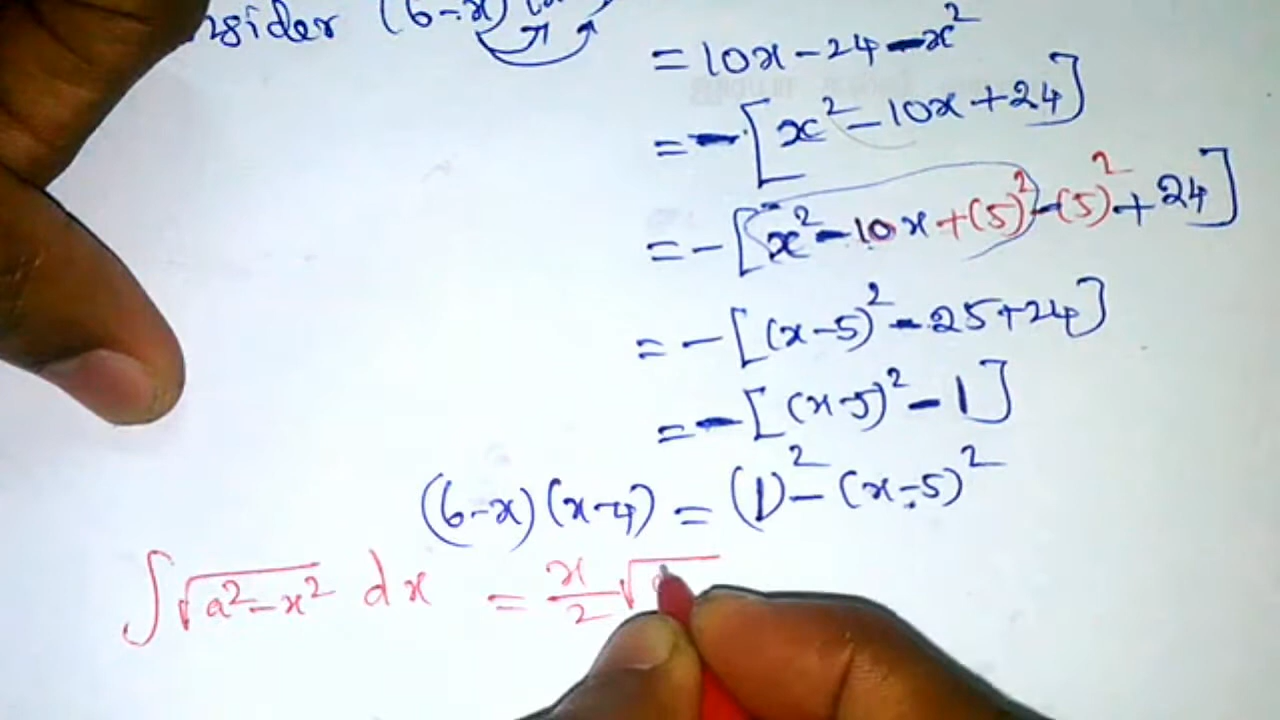 (6-x)
= 10x - 24 - x²
= -[x² - 10x + 24]
= -[x² - 10x + (5)² - (5)² + 24]
= -[(x-5)² - 25 + 24]
= -[(x-5)² - 1]
(6-x)(x-4) = (1)² - (x-5)²
∫√a² - x² dx = x/2 √